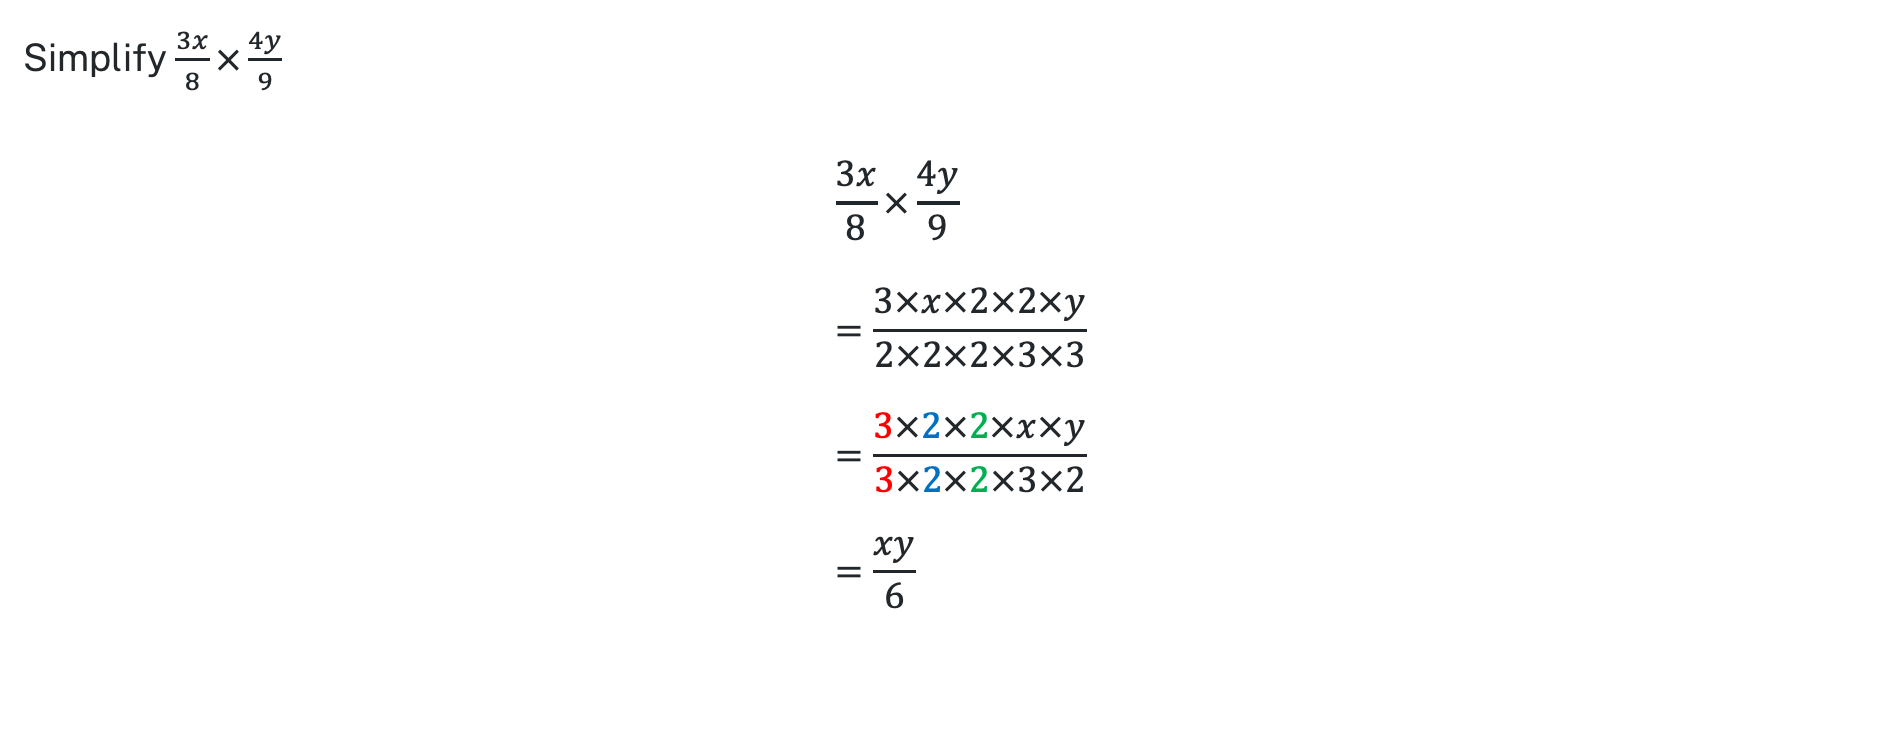 Simplify 3x/8 × 4y/9
3x/8 × 4y/9
= 3×x×2×2×y/2×2×2×3×3
= 3×2×2×x×y/3×2×2×3×2
= xy/6